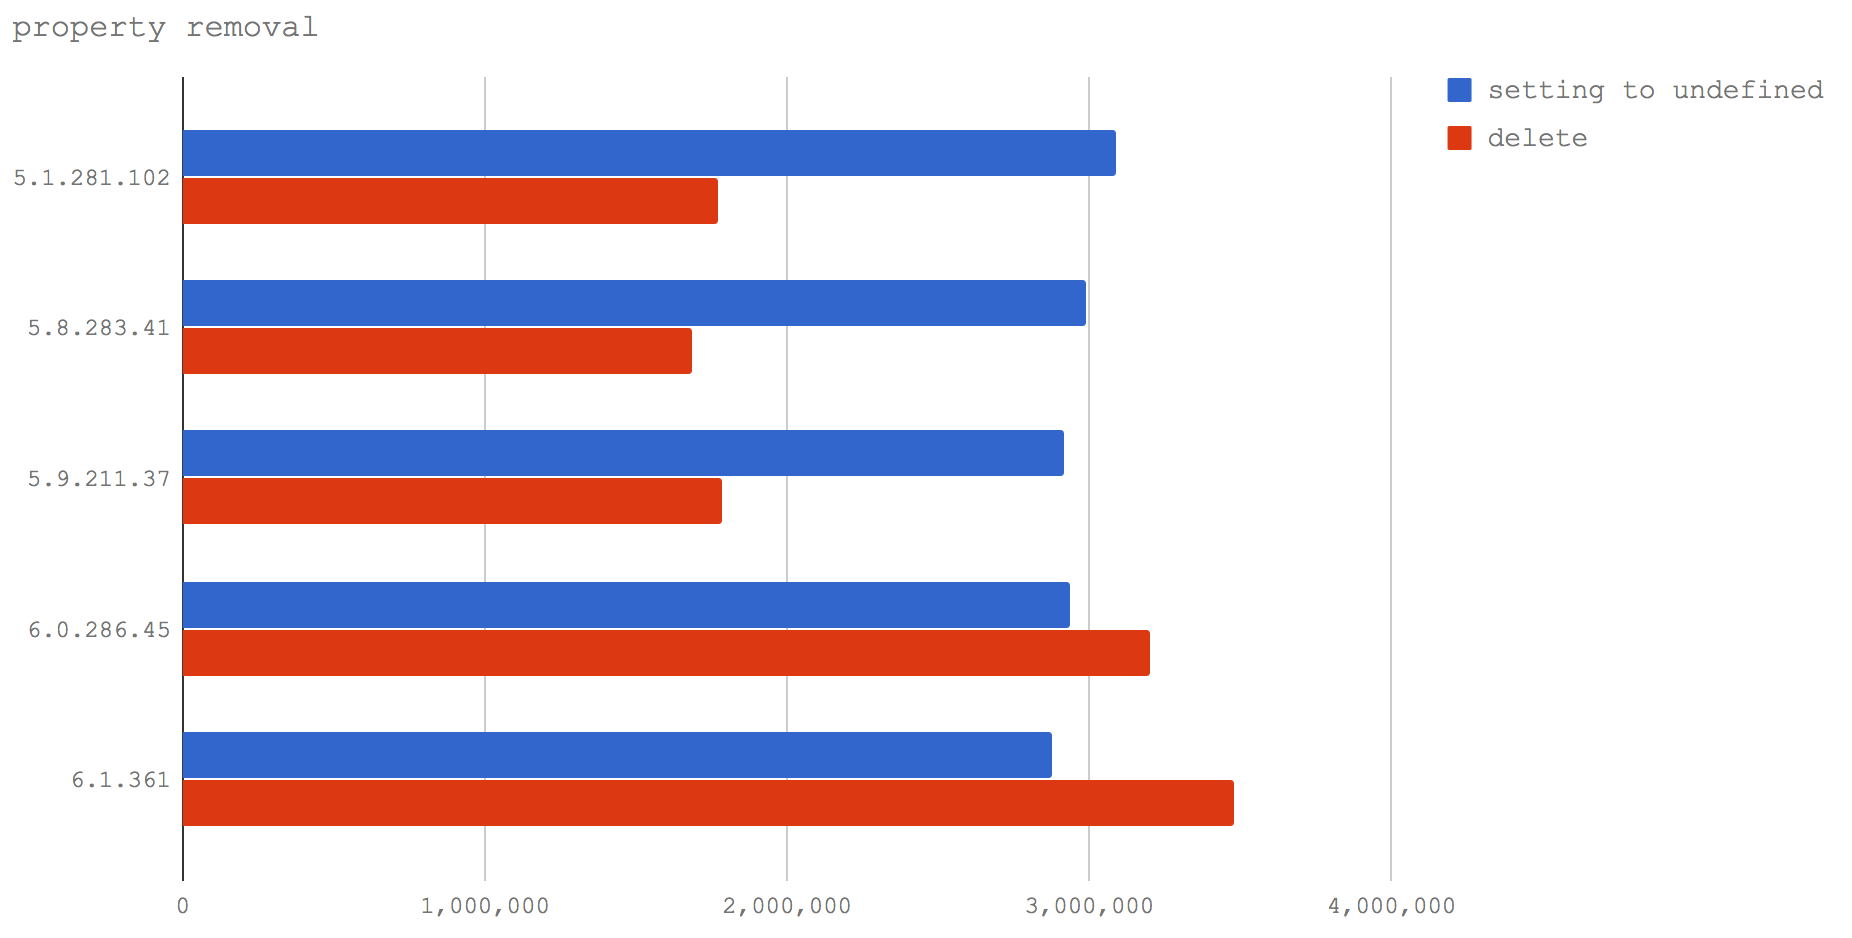 property removal
setting to undefined
delete
5.1.281.102
5.8.283.41
5.9.211.37
6.0.286.45
6.1.361
0 1,000,000 2,000,000 3,000,000 4,000,000